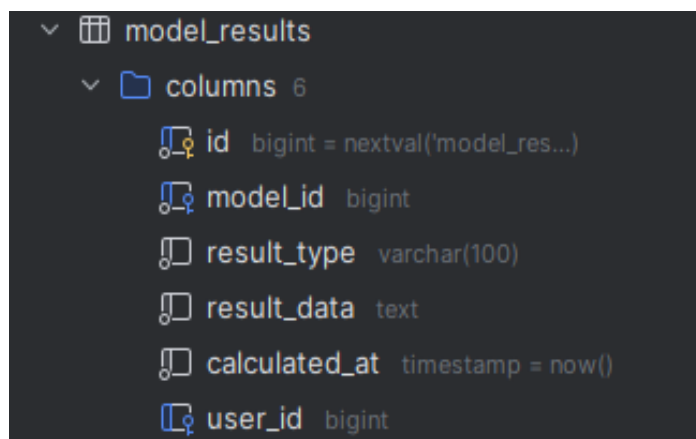 model_results
columns 6
id bigint = nextval('model_res...)
model_id bigint
result_type varchar(100)
result_data text
calculated_at timestamp = now()
user_id bigint